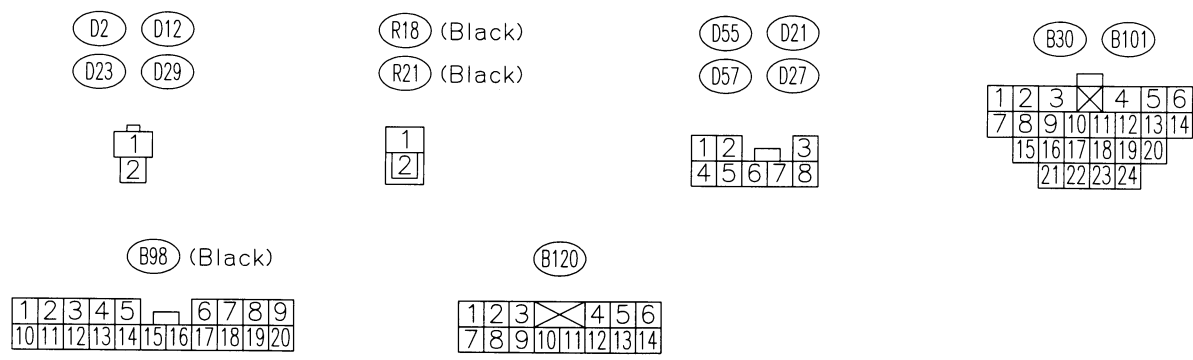 D2 D12
D23 D29
1
2
R18 (Black)
R21 (Black)
1
2
D55 D21
D57 D27
1 2 3
4 5 6 7 8
B30 B101
1 2 3 4 5 6
7 8 9 10 11 12 13 14
15 16 17 18 19 20
21 22 23 24
B98 (Black)
1 2 3 4 5 6 7 8 9
10 11 12 13 14 15 16 17 18 19 20
B120
1 2 3 4 5 6
7 8 9 10 11 12 13 14